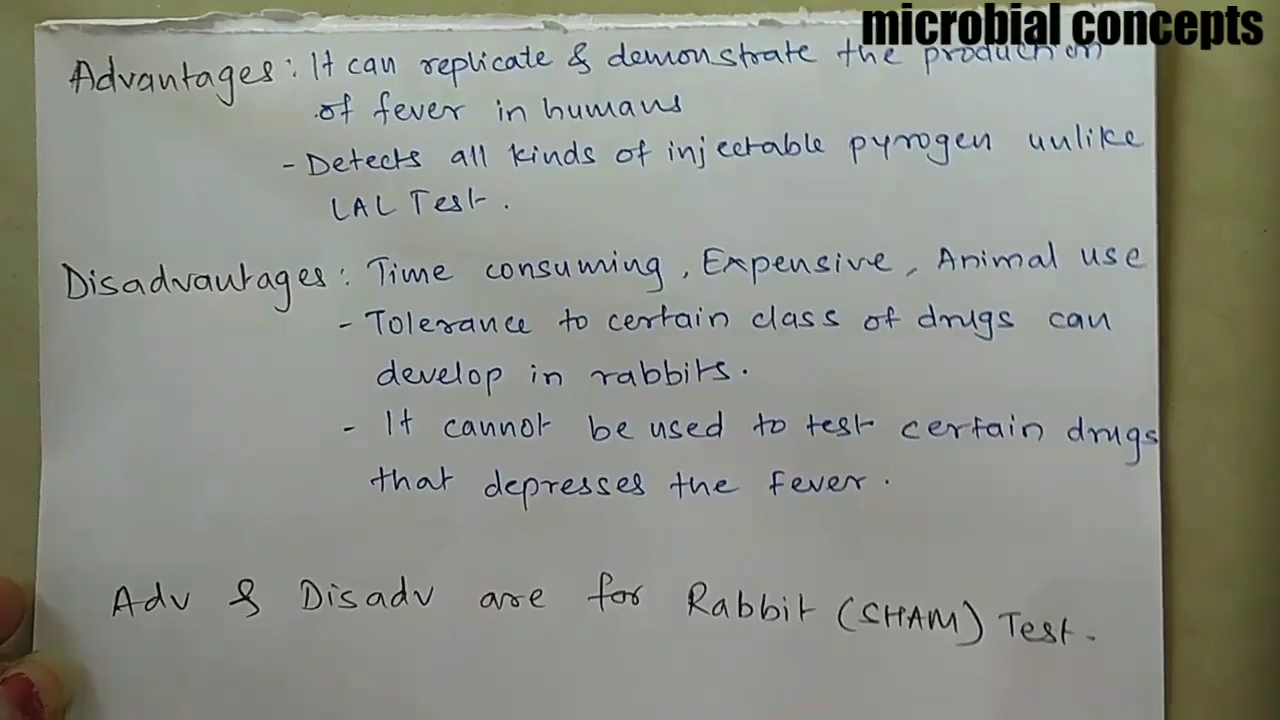 microbial concepts
Advantages: It can replicate & demonstrate the production
of fever in humans
- Detects all kinds of injectable pyrogen unlike
LAL Test.
Disadvantages: Time consuming, Expensive, Animal use
- Tolerance to certain class of drugs can
develop in rabbits.
- It cannot be used to test certain drugs
that depresses the fever.
Adv & Disadv are for Rabbit (SHAM) Test.